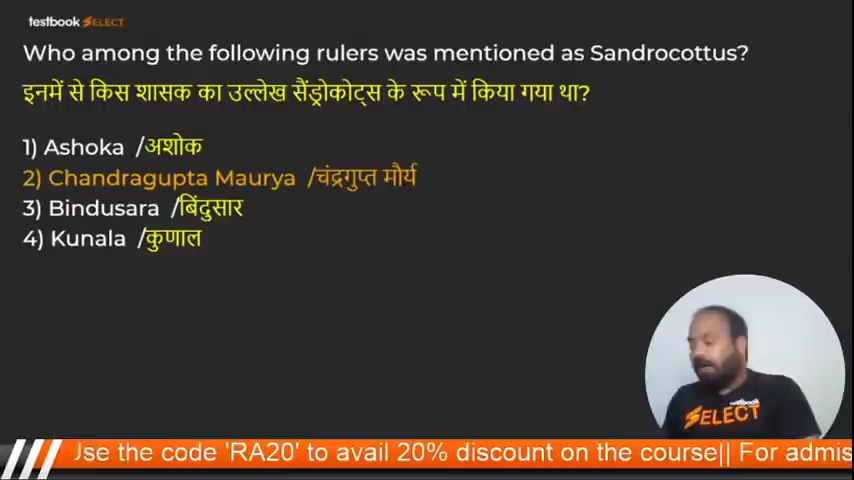 testbook SELECT
Who among the following rulers was mentioned as Sandrocottus?
इनमें से किस शासक का उल्लेख सैंड्रोकोट्स के रूप में किया गया था?
1) Ashoka /अशोक
2) Chandragupta Maurya /चंद्रगुप्त मौर्य
3) Bindusara /बिंदुसार
4) Kunala /कुणाल
testbook
SELECT
Use the code 'RA20' to avail 20% discount on the course|| For admis